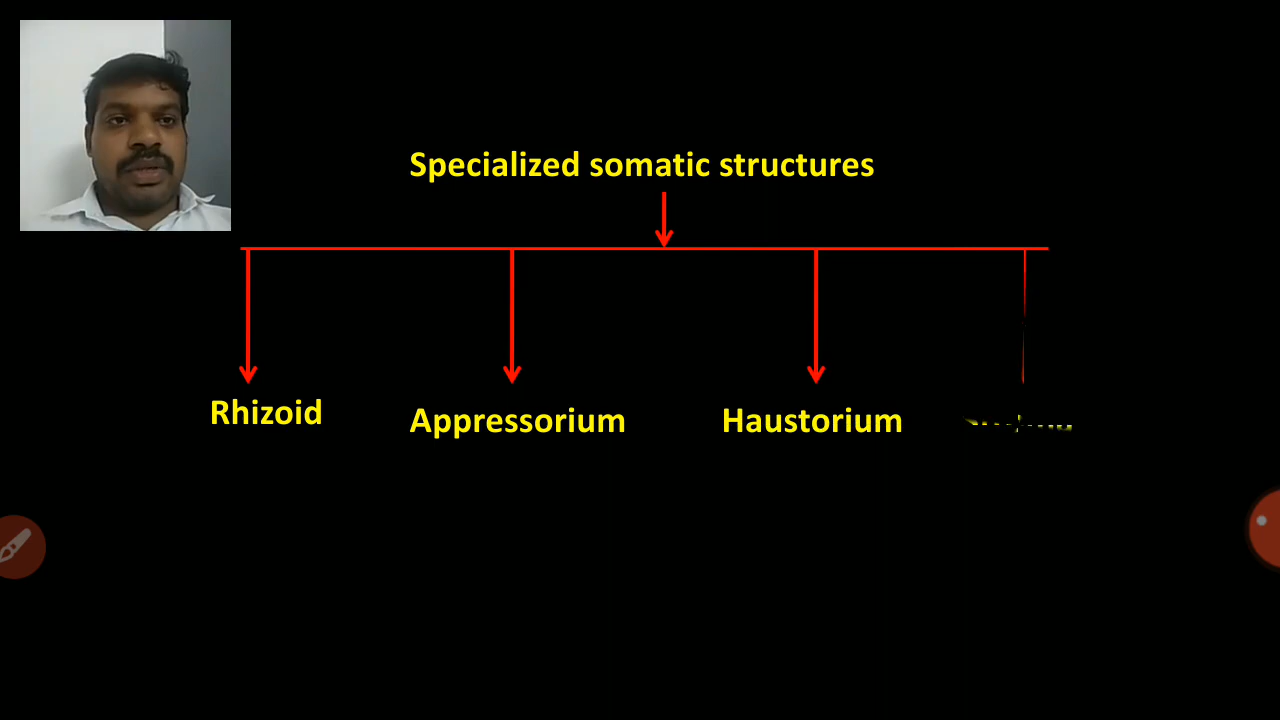 Specialized somatic structures
Rhizoid
Appressorium
Haustorium